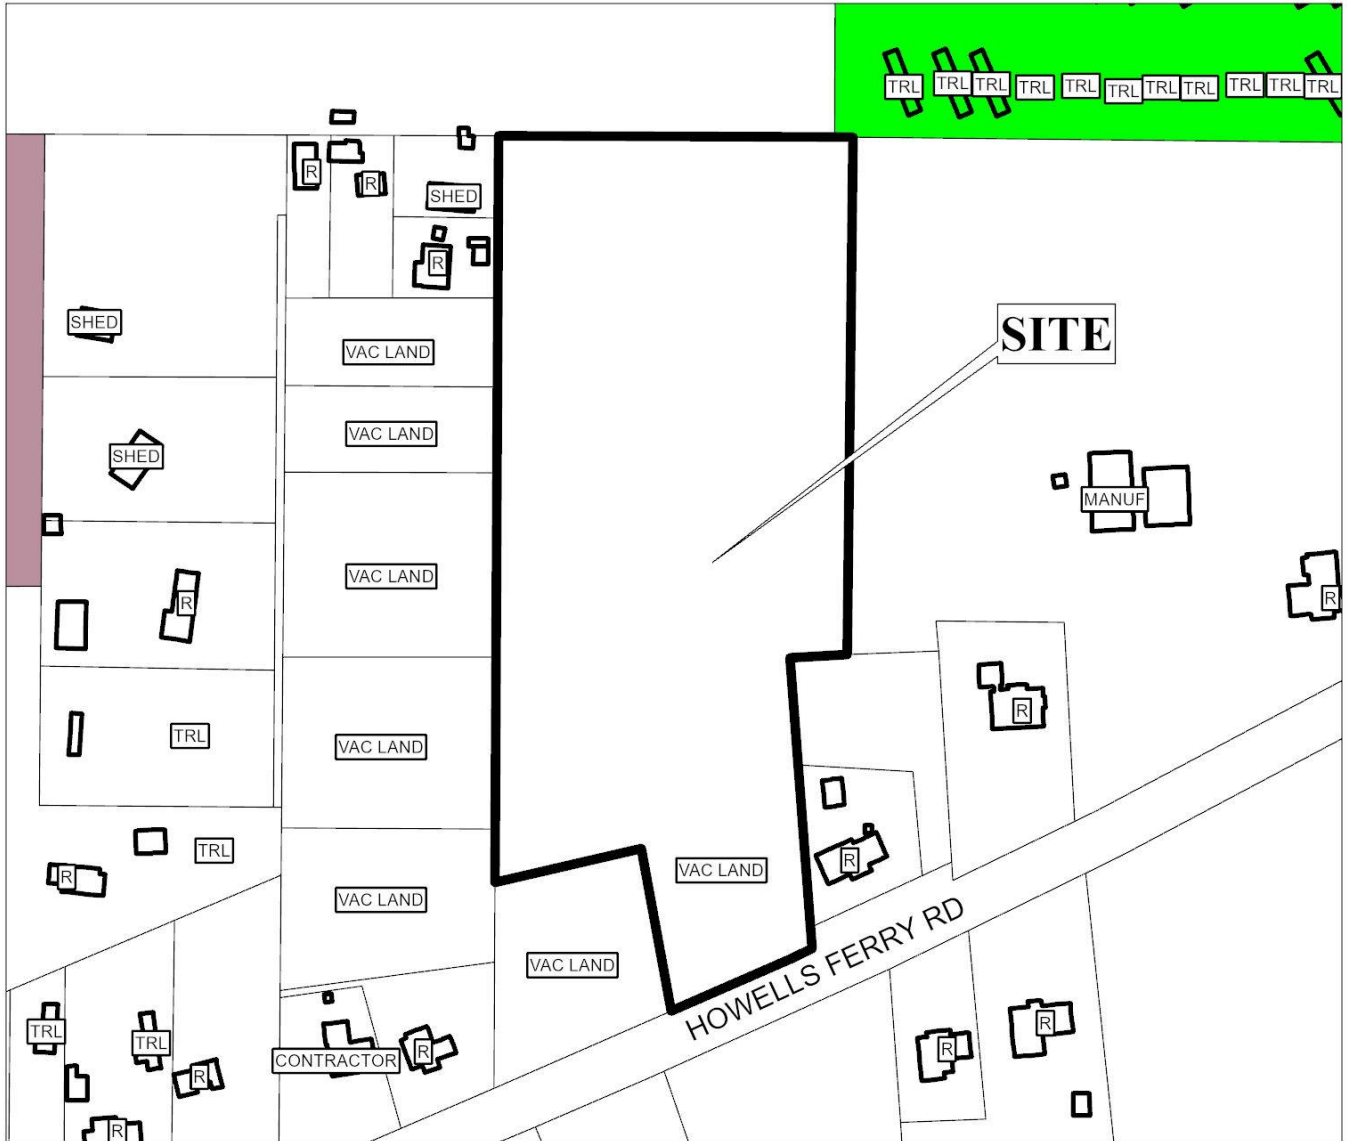 TRL TRL TRL TRL TRL TRL TRL TRL TRL TRL TRL
R
R
SHED
R
SHED
SITE
VAC LAND
VAC LAND
SHED
MANUF
VAC LAND
R
R
R
TRL
VAC LAND
TRL
R
VAC LAND
VAC LAND
R
VAC LAND
HOWELLS FERRY RD
TRL
TRL
CONTRACTOR
R
R
R
R
R